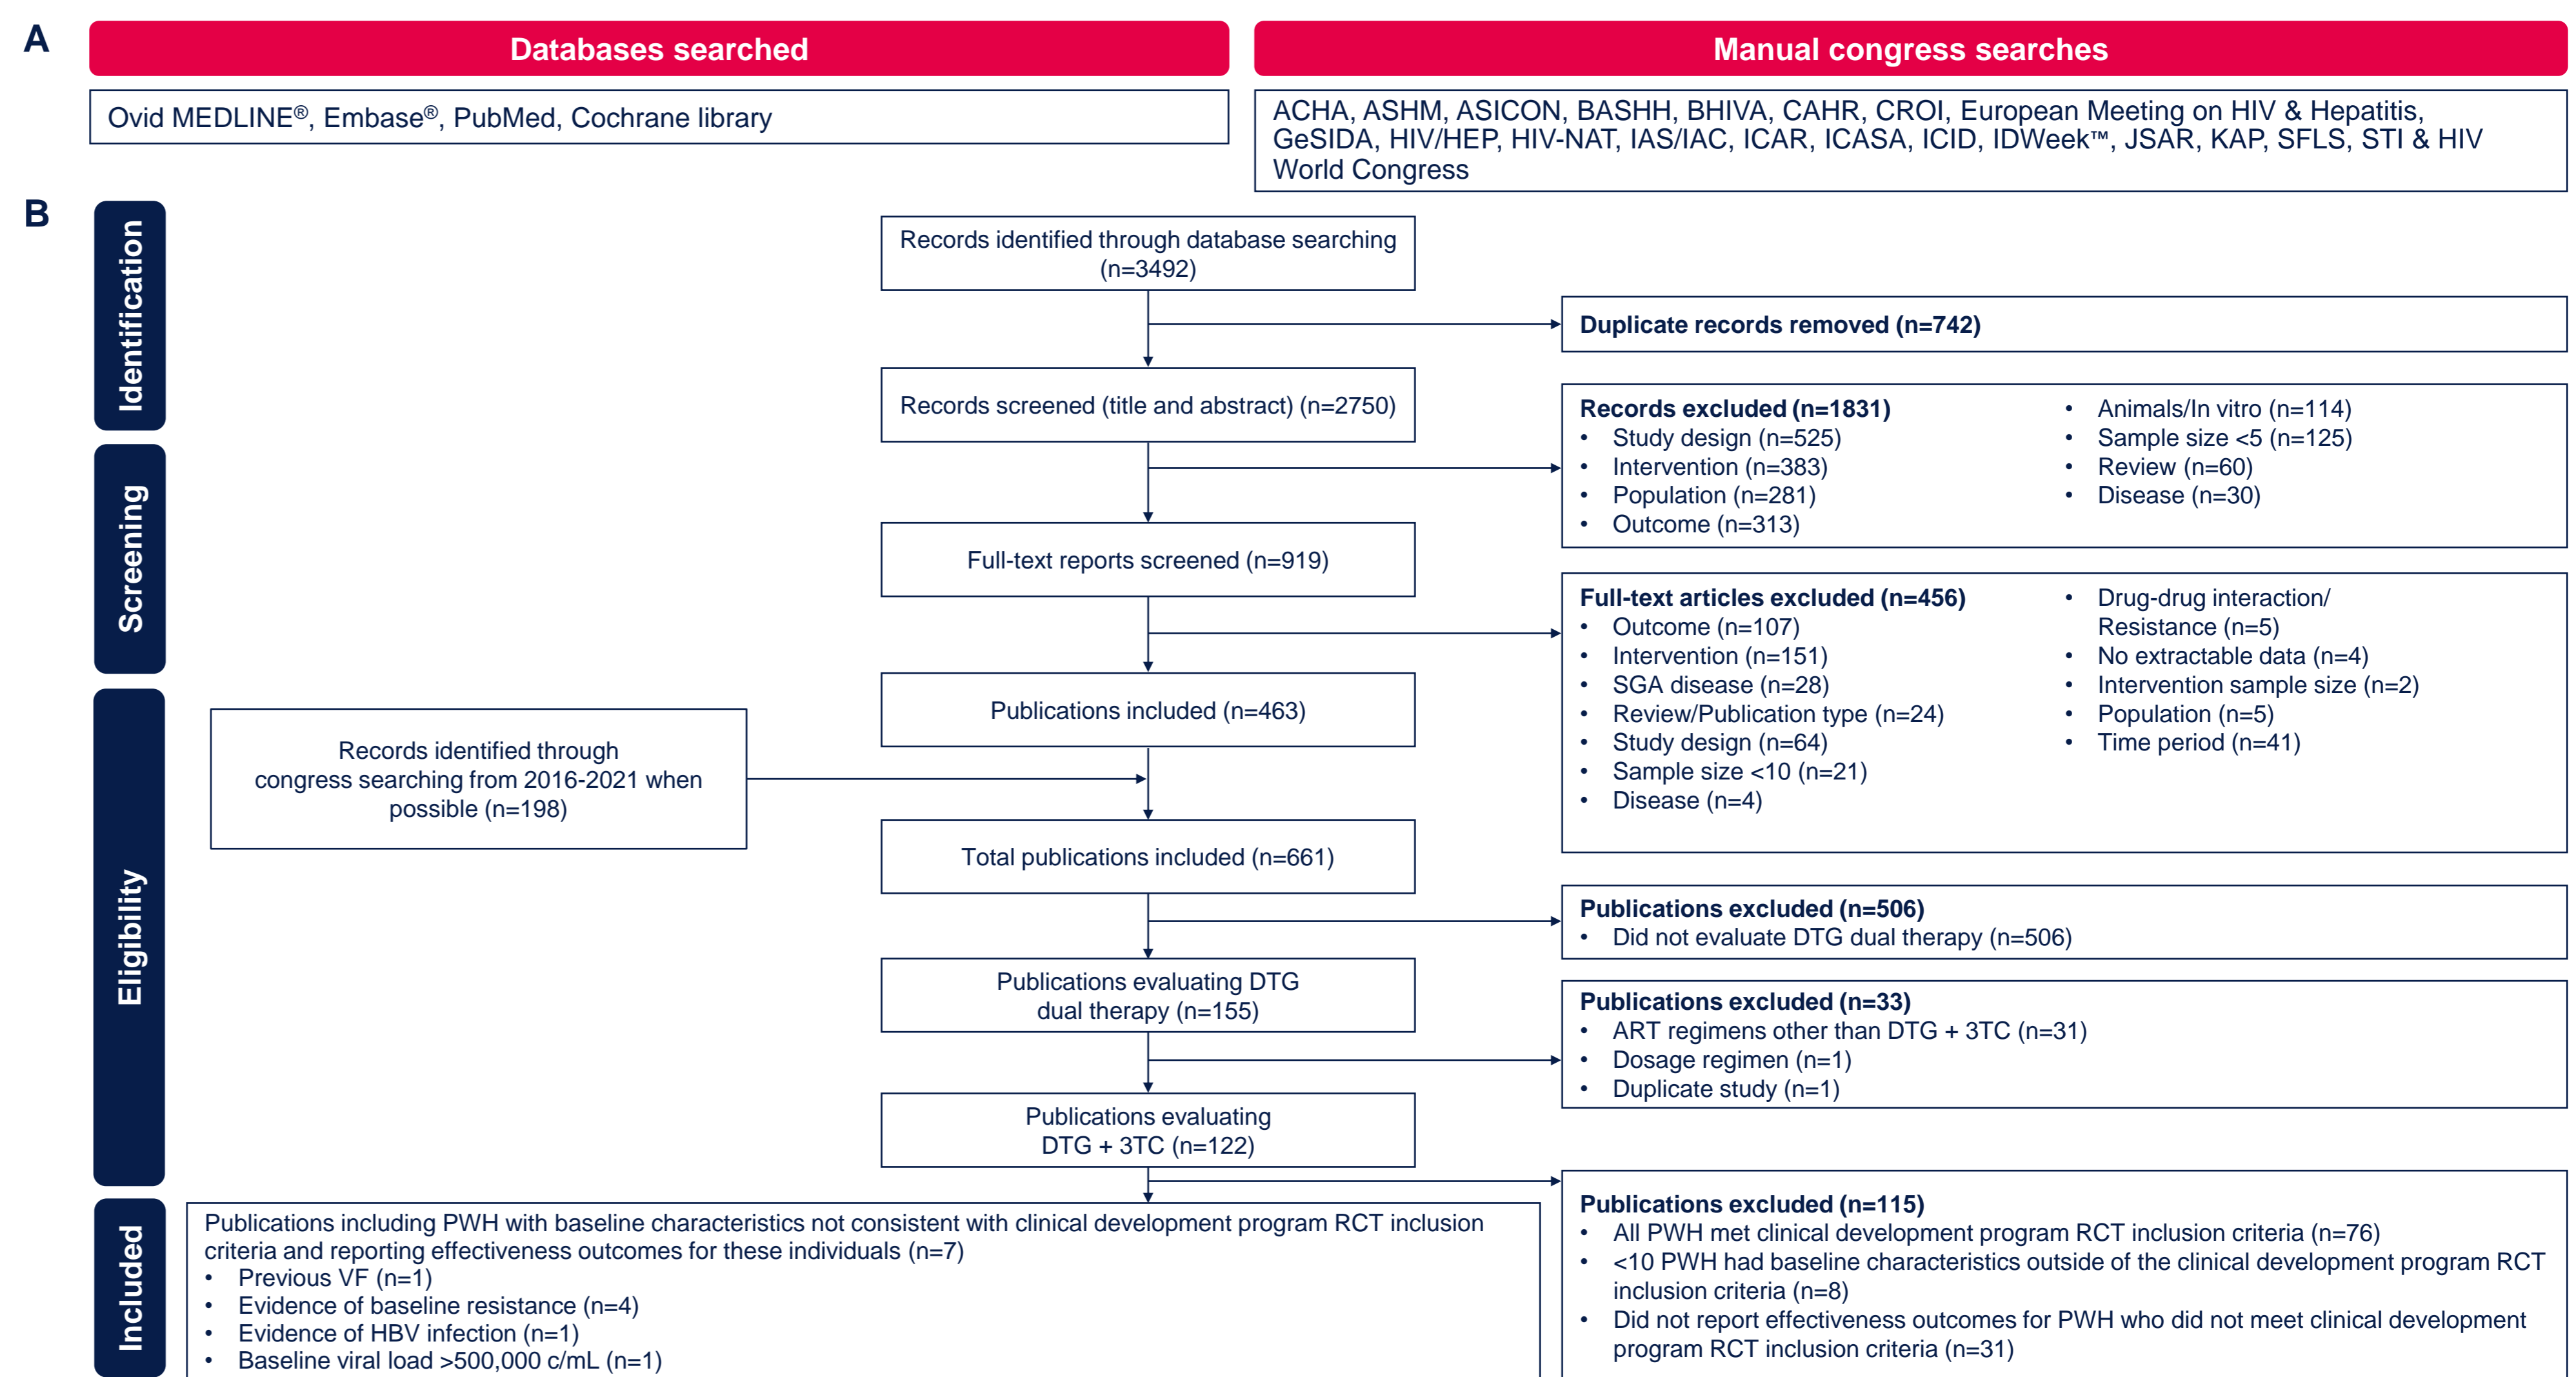 A
Databases searched
Manual congress searches
Ovid MEDLINE®, Embase®, PubMed, Cochrane library
ACHA, ASHM, ASICON, BASHH, BHIVA, CAHR, CROI, European Meeting on HIV & Hepatitis,
GeSIDA, HIV/HEP, HIV-NAT, IAS/IAC, ICAR, ICASA, ICID, IDWeek™, JSAR, KAP, SFLS, STI & HIV
World Congress
B
Identification
Records identified through database searching
(n=3492)
Duplicate records removed (n=742)
Records screened (title and abstract) (n=2750)
Records excluded (n=1831)
• Study design (n=525)
• Intervention (n=383)
• Population (n=281)
• Outcome (n=313)
• Animals/In vitro (n=114)
• Sample size <5 (n=125)
• Review (n=60)
• Disease (n=30)
Screening
Full-text reports screened (n=919)
Full-text articles excluded (n=456)
• Outcome (n=107)
• Intervention (n=151)
• SGA disease (n=28)
• Review/Publication type (n=24)
• Study design (n=64)
• Sample size <10 (n=21)
• Disease (n=4)
• Drug-drug interaction/
Resistance (n=5)
• No extractable data (n=4)
• Intervention sample size (n=2)
• Population (n=5)
• Time period (n=41)
Eligibility
Publications included (n=463)
Records identified through
congress searching from 2016-2021 when
possible (n=198)
Total publications included (n=661)
Publications excluded (n=506)
• Did not evaluate DTG dual therapy (n=506)
Publications evaluating DTG
dual therapy (n=155)
Publications excluded (n=33)
• ART regimens other than DTG + 3TC (n=31)
• Dosage regimen (n=1)
• Duplicate study (n=1)
Publications evaluating
DTG + 3TC (n=122)
Publications excluded (n=115)
• All PWH met clinical development program RCT inclusion criteria (n=76)
• <10 PWH had baseline characteristics outside of the clinical development program RCT
inclusion criteria (n=8)
• Did not report effectiveness outcomes for PWH who did not meet clinical development
program RCT inclusion criteria (n=31)
Included
Publications including PWH with baseline characteristics not consistent with clinical development program RCT inclusion
criteria and reporting effectiveness outcomes for these individuals (n=7)
• Previous VF (n=1)
• Evidence of baseline resistance (n=4)
• Evidence of HBV infection (n=1)
• Baseline viral load >500,000 c/mL (n=1)